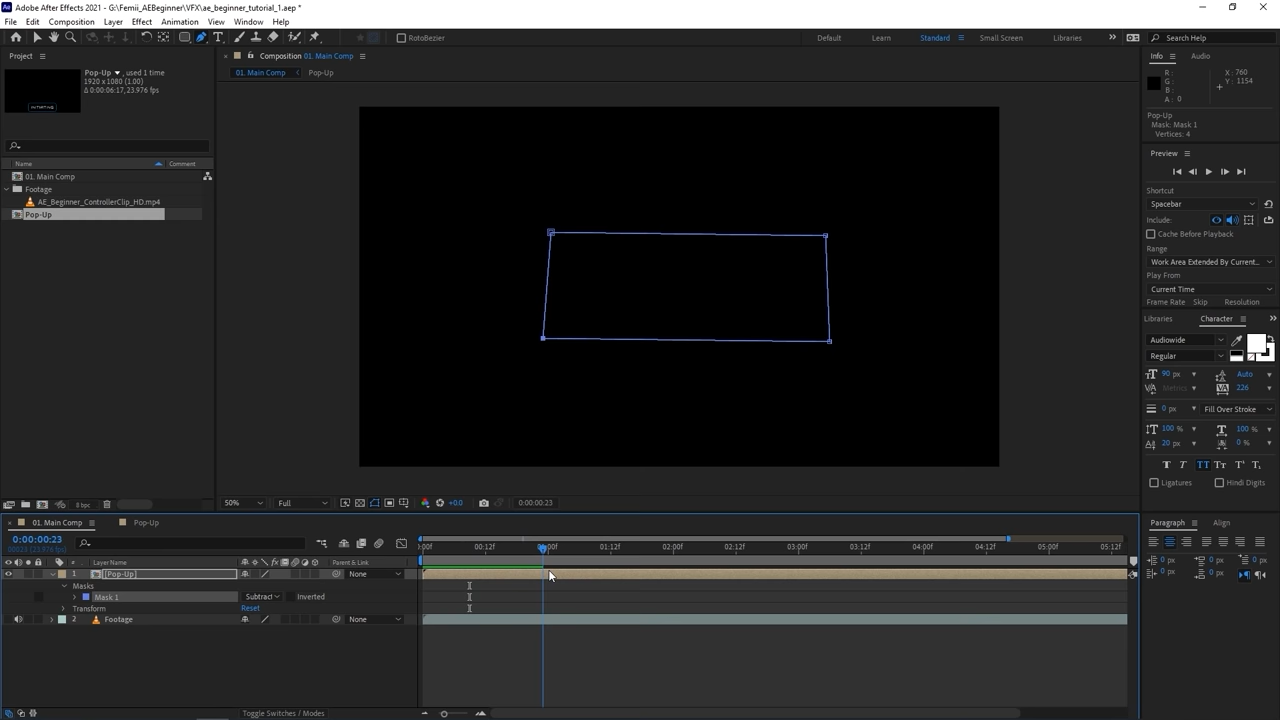 Adobe After Effects 2021 - G:\Femii_AEBeginner\VFX\ae_beginner_tutorial_1.aep *
File Edit Composition Layer Effect Animation View Window Help
RotoBezier Default Learn Standard Small Screen Libraries Search Help
Project
Composition 01. Main Comp
Info Audio
01. Main Comp Pop-Up
Pop-Up , used 1 time
1920 x 1080 (1.00)
Δ 0:00:06:17, 23.976 fps
R :
G :
B :
A : 0
X : 760
Y : 1154
Pop-Up
Mask: Mask 1
Vertices: 4
Preview
Name Comment
01. Main Comp
Footage
AE_Beginner_ControllerClip_HD.mp4
Pop-Up
Shortcut
Spacebar
Include:
Cache Before Playback
Range
Work Area Extended By Current...
Play From
Current Time
Frame Rate Skip Resolution
Libraries Character
Audiowide
Regular
90 px Auto
Metrics 226
0 px Fill Over Stroke
100 % 100 %
20 px 0 %
T T TT Tт T¹ T₁
Ligatures Hindi Digits
8 bpc
50% Full +0.0 0:00:00:23
01. Main Comp Pop-Up
0:00:00:23
00023 (23.976 fps)
:00f 00:12f 01:00f 01:12f 02:00f 02:12f 03:00f 03:12f 04:00f 04:12f 05:00f 05:12f
# Layer Name Parent & Link
1 [Pop-Up] None
Masks
Mask 1 Subtract Inverted
Transform Reset
2 Footage None
Toggle Switches / Modes
Paragraph Align
0 px 0 px 0 px
0 px 0 px